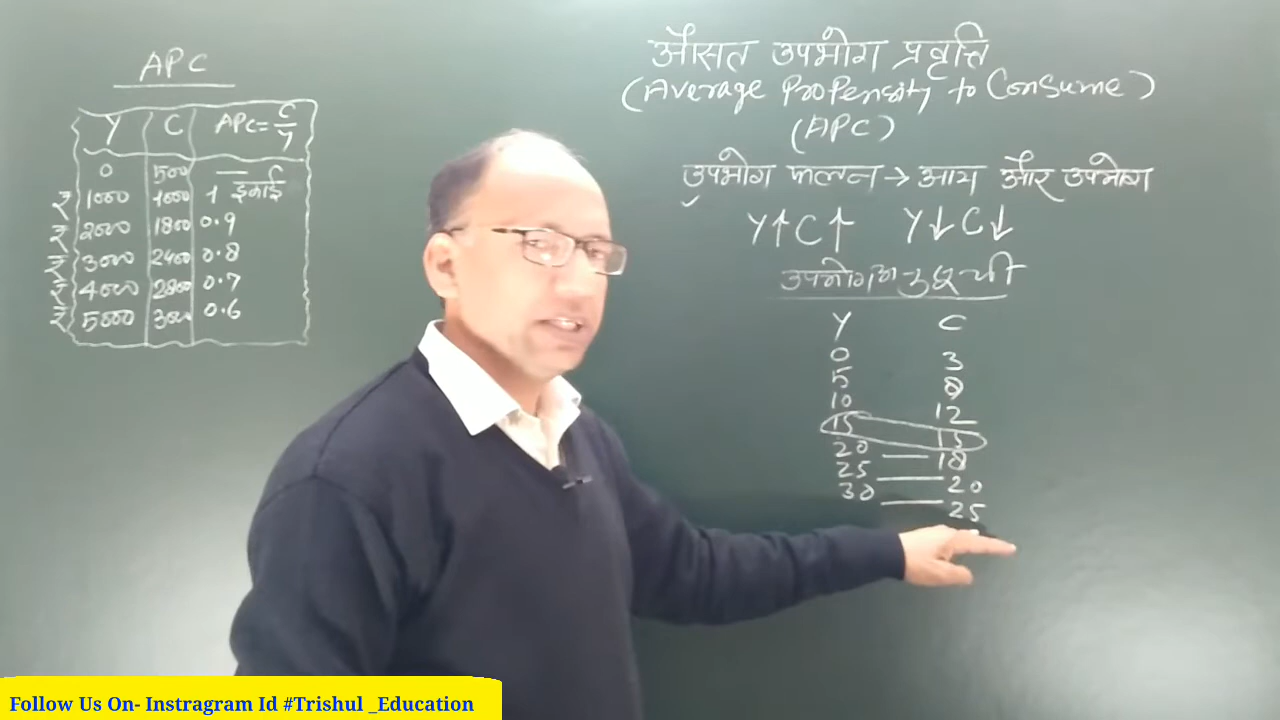 APC
Y C APC = C/Y
0 500 —
₹ 1000 1000 1 इकाई
₹ 2000 1800 0.9
₹ 3000 2400 0.8
₹ 4000 2800 0.7
₹ 5000 3000 0.6
औसत उपभोग प्रवृत्ति
(Average Propensity to Consume)
(APC)
उपभोग फलन → आय और उपभोग
Y↑ C↑ Y↓ C↓
उपभोग
Y C
0 3
5 8
10 12
15 15
20 — 18
25 — 20
30 — 25
Follow Us On- Instragram Id #Trishul _Education